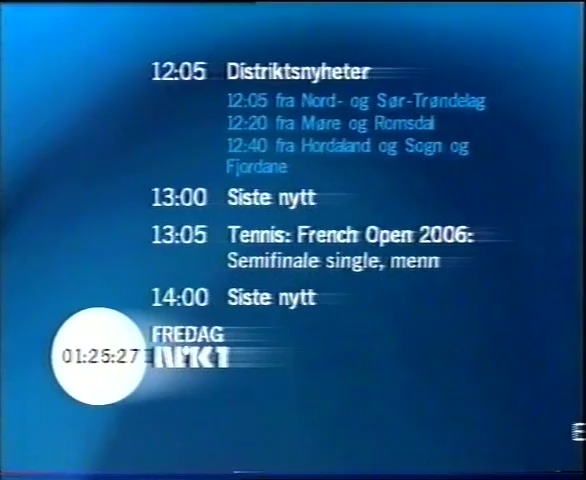 12:05 Distriktsnyheter
12:05 fra Nord- og Sør-Trøndelag
12:20 fra Møre og Romsdal
12:40 fra Hordaland og Sogn og
Fjordane
13:00 Siste nytt
13:05 Tennis: French Open 2006:
Semifinale single, menn
14:00 Siste nytt
FREDAG
01:25:27
NRK1
E